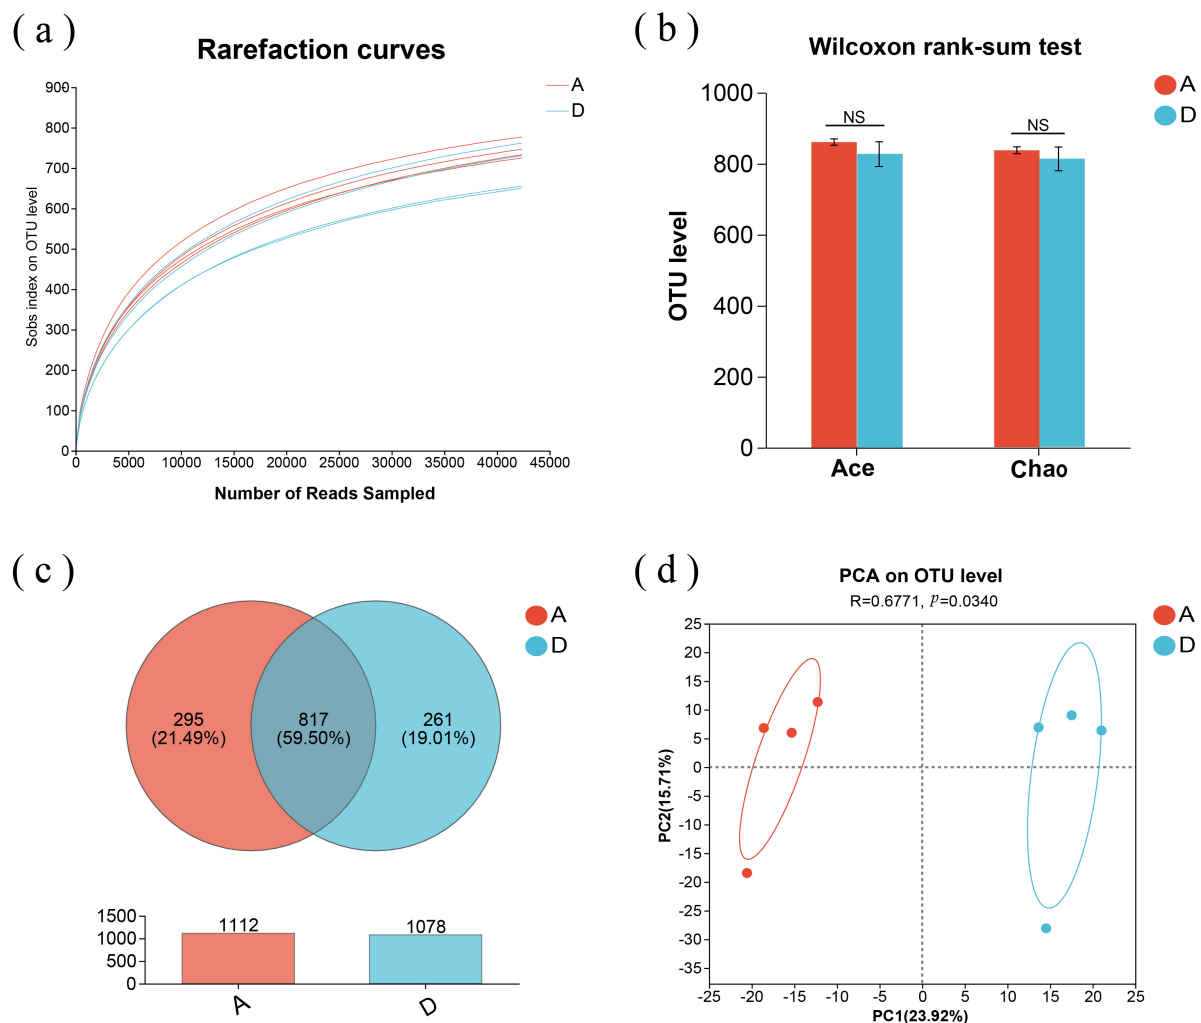 ( a )
Rarefaction curves
A
D
900
800
700
600
500
400
300
200
100
0
Sobs index on OTU level
0 5000 10000 15000 20000 25000 30000 35000 40000 45000
Number of Reads Sampled
( b )
Wilcoxon rank-sum test
A
D
1000
800
600
400
200
0
OTU level
NS NS
Ace Chao
( c )
A
D
295 817 261
(21.49%) (59.50%) (19.01%)
1500
1000
500
0
1112 1078
A D
( d )
PCA on OTU level
R=0.6771, p=0.0340
A
D
25
20
15
10
5
0
-5
-10
-15
-20
-25
-30
-35
PC2(15.71%)
-25 -20 -15 -10 -5 0 5 10 15 20 25
PC1(23.92%)